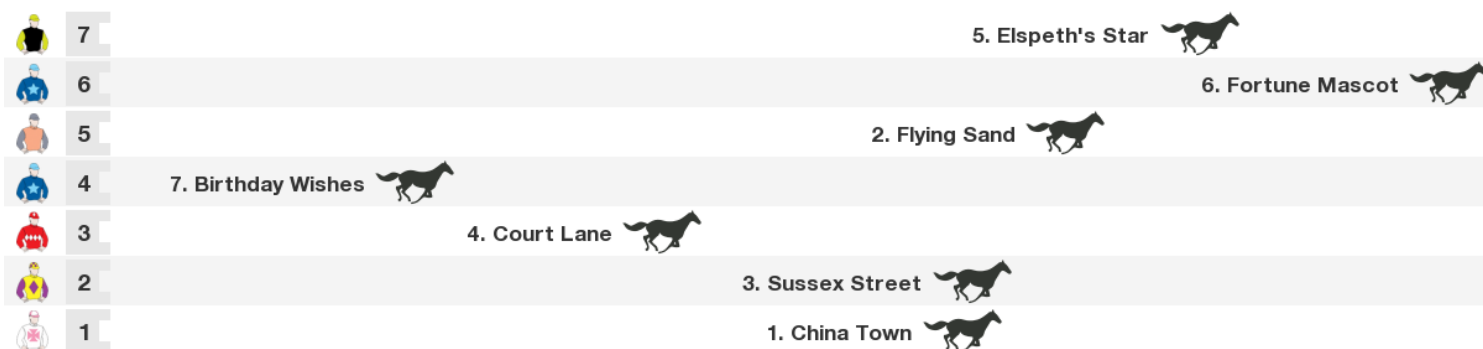 7 5. Elspeth's Star
6 6. Fortune Mascot
5 2. Flying Sand
4 7. Birthday Wishes
3 4. Court Lane
2 3. Sussex Street
1 1. China Town